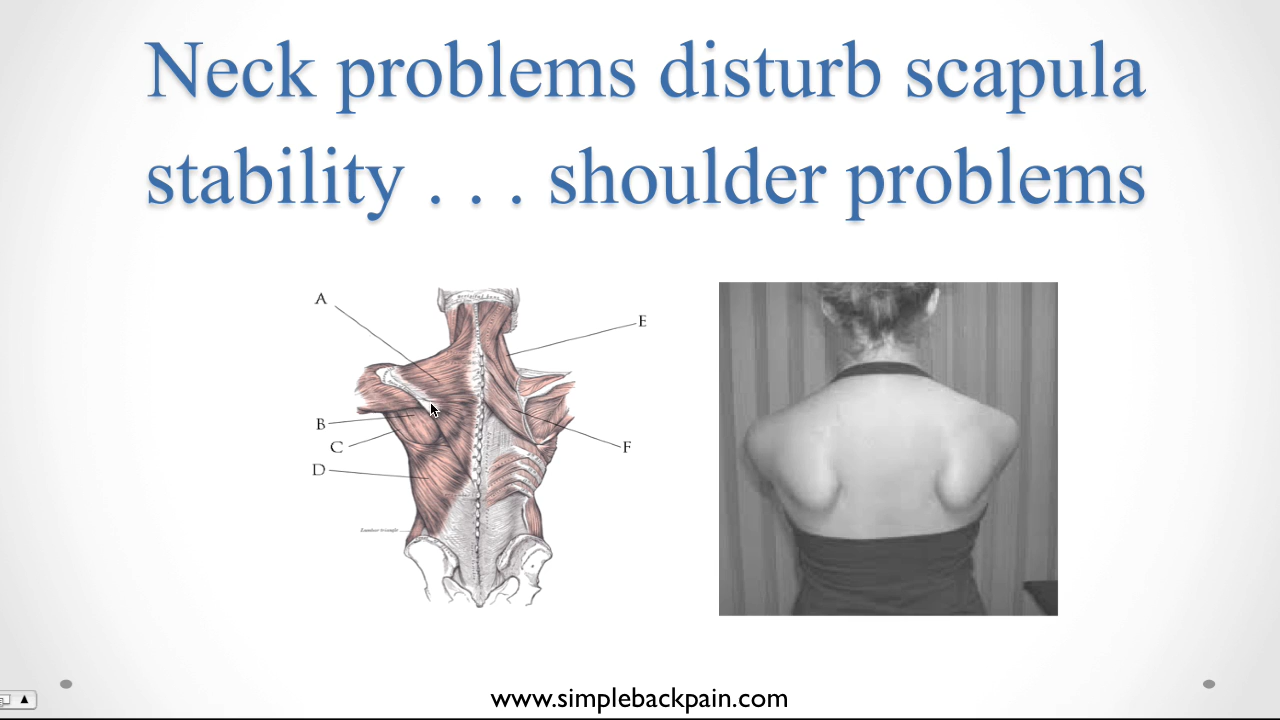 Neck problems disturb scapula
stability . . . shoulder problems
A
E
B
C
F
D
www.simplebackpain.com